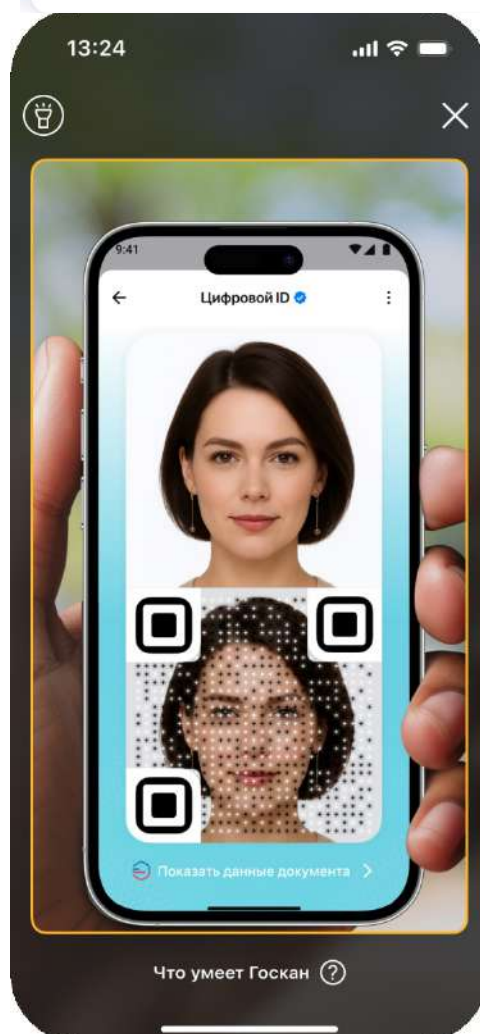 13:24
9:41
Цифровой ID
Показать данные документа
Что умеет Госкан